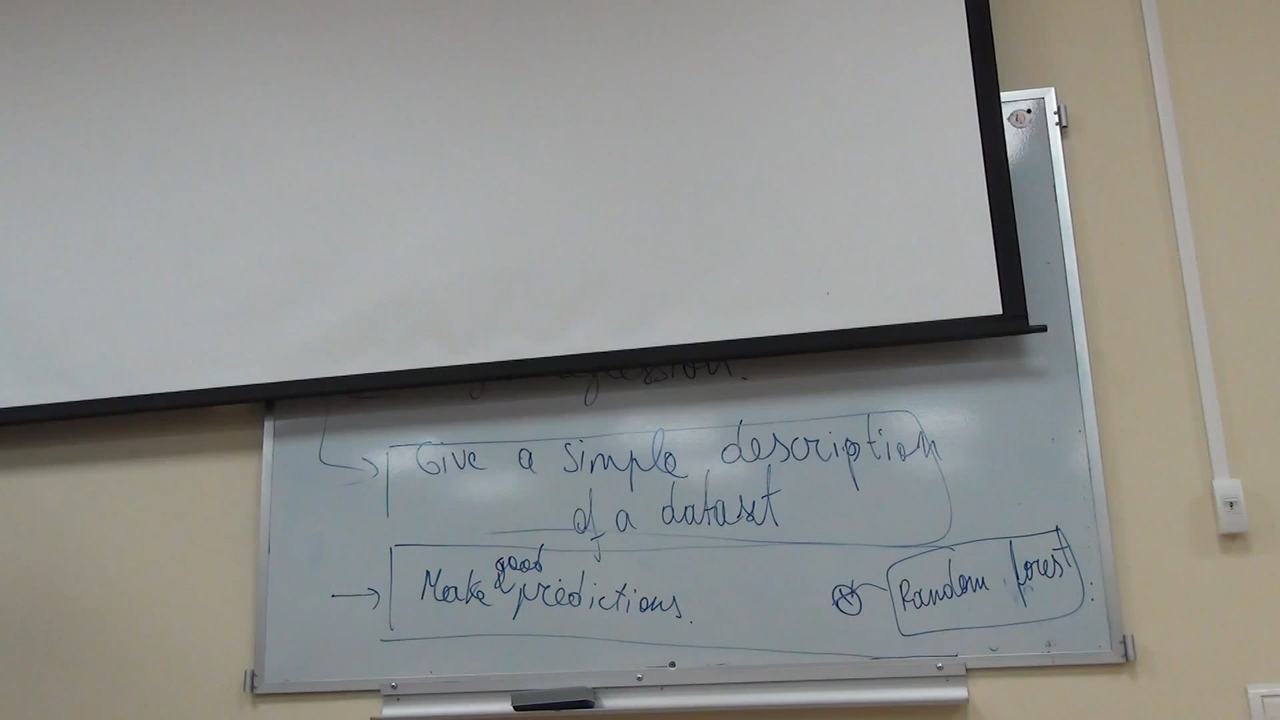 Give a simple description
of a dataset
good
Make predictions.
Random forest